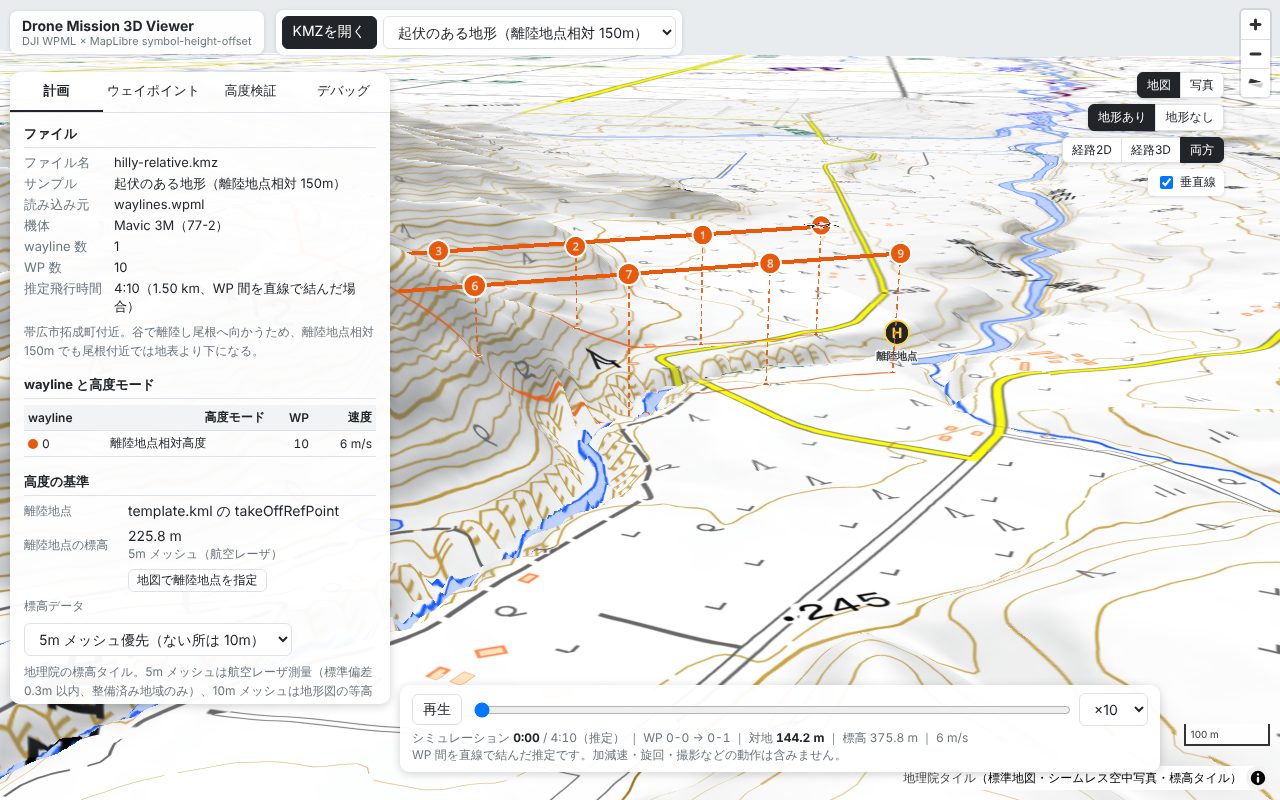 Drone Mission 3D Viewer
DJI WPML × MapLibre symbol-height-offset
KMZを開く
起伏のある地形（離陸地点相対 150m）
計画
ウェイポイント
高度検証
デバッグ
ファイル
ファイル名 hilly-relative.kmz
サンプル 起伏のある地形（離陸地点相対 150m）
読み込み元 waylines.wpml
機体 Mavic 3M（77-2）
wayline 数 1
WP 数 10
推定飛行時間 4:10（1.50 km、WP 間を直線で結んだ場
合）
帯広市拓成町付近。谷で離陸し尾根へ向かうため、離陸地点相対
150m でも尾根付近では地表より下になる。
wayline と高度モード
wayline 高度モード WP 速度
0 離陸地点相対高度 10 6 m/s
高度の基準
離陸地点 template.kml の takeOffRefPoint
離陸地点の標高 225.8 m
5m メッシュ（航空レーザ）
地図で離陸地点を指定
標高データ
5m メッシュ優先（ない所は 10m）
地理院の標高タイル。5m メッシュは航空レーザ測量（標準偏差
0.3m 以内、整備済み地域のみ）、10m メッシュは地形図の等高
地図
写真
地形あり
地形なし
経路2D
経路3D
両方
垂直線
3
2
1
6
7
8
9
H
離陸地点
245
再生
×10
シミュレーション 0:00 / 4:10（推定） | WP 0-0 → 0-1 | 対地 144.2 m | 標高 375.8 m | 6 m/s
WP 間を直線で結んだ推定です。加減速・旋回・撮影などの動作は含みません。
100 m
地理院タイル（標準地図・シームレス空中写真・標高タイル）